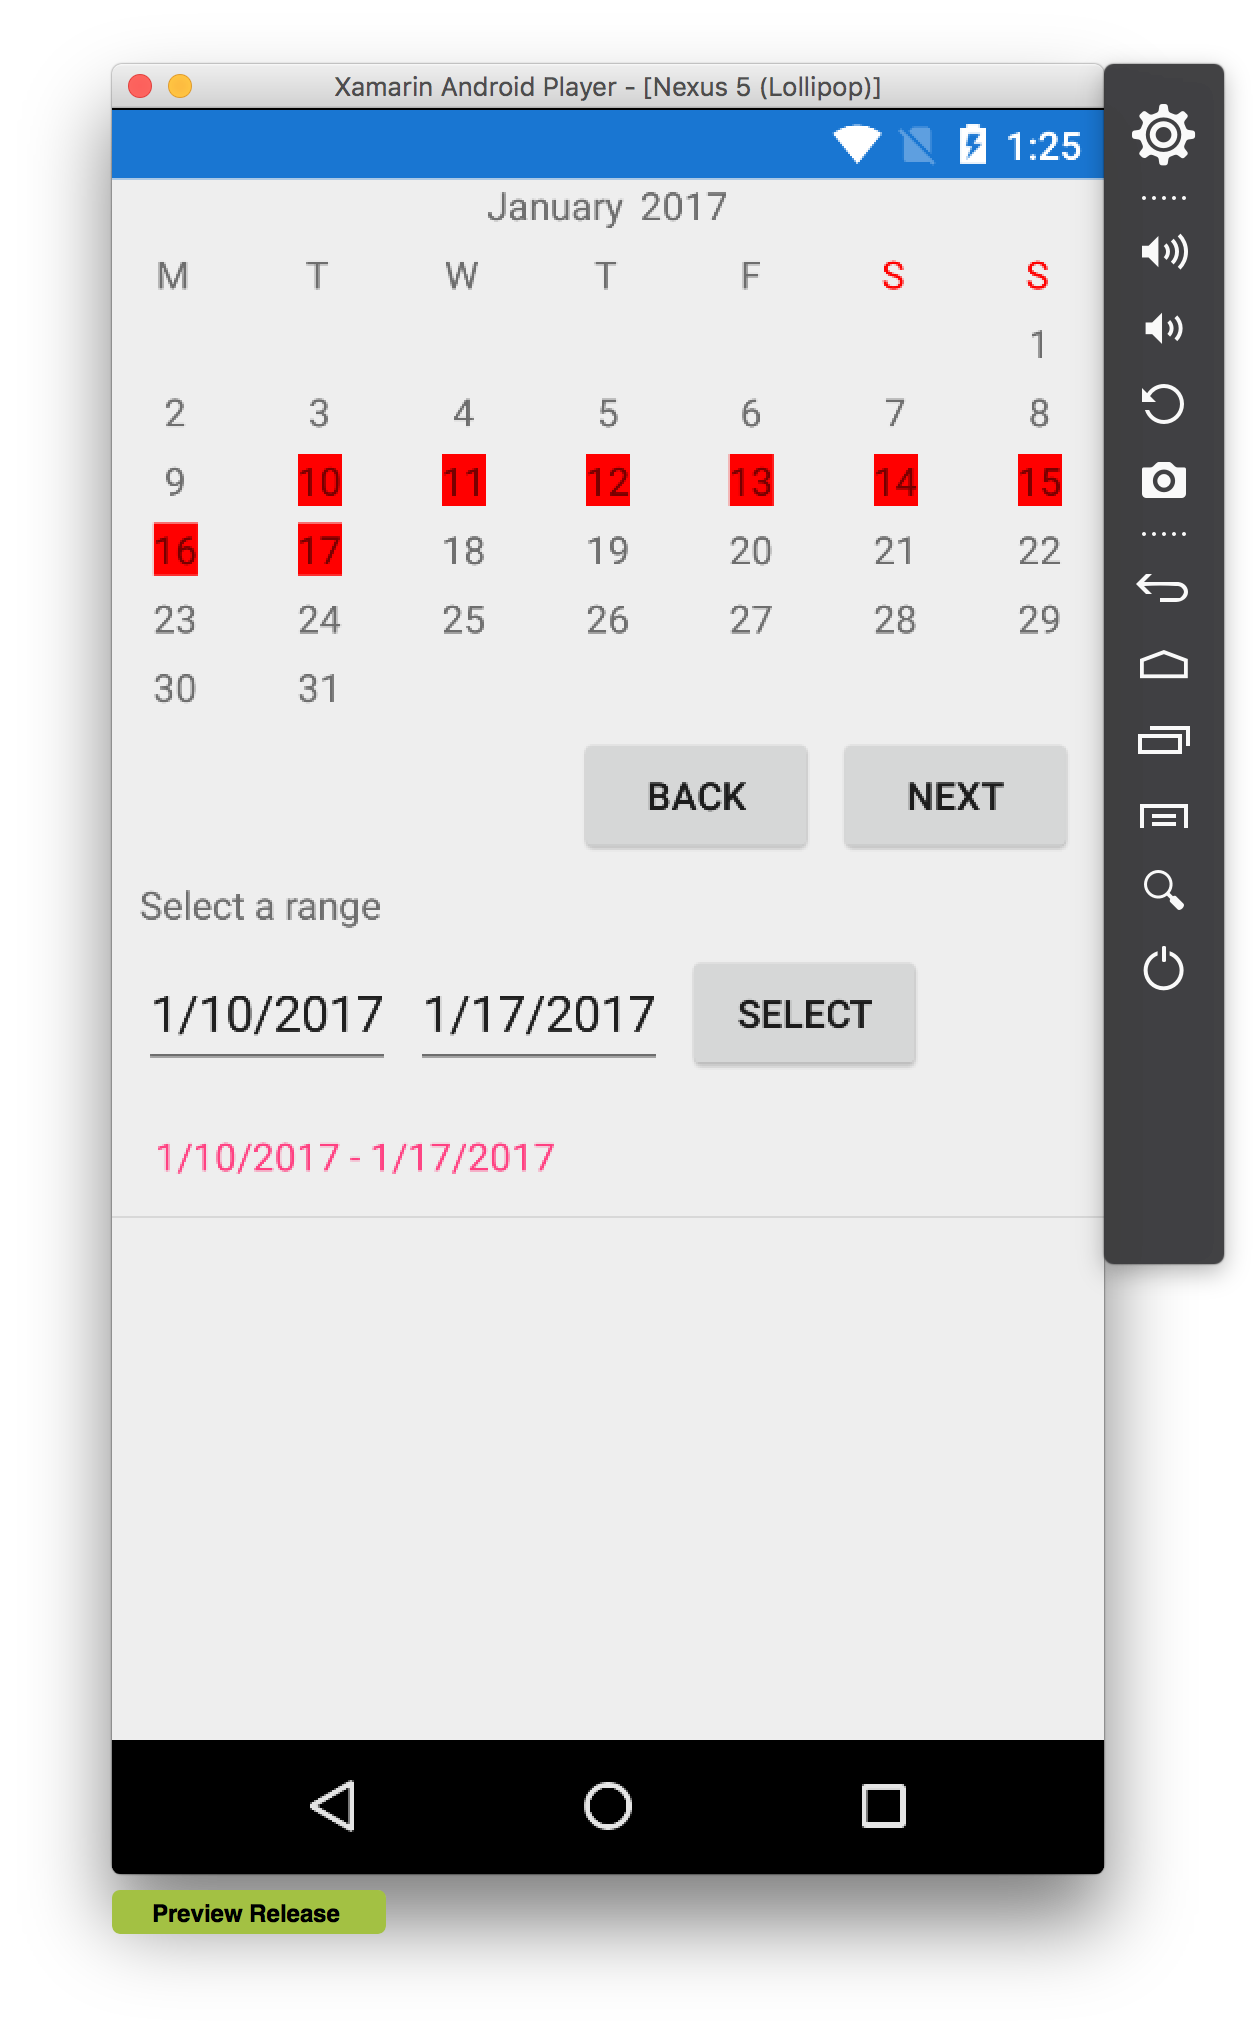 Xamarin Android Player - [Nexus 5 (Lollipop)]
1:25
January 2017
M T W T F S S
1
2 3 4 5 6 7 8
9 10 11 12 13 14 15
16 17 18 19 20 21 22
23 24 25 26 27 28 29
30 31
BACK NEXT
Select a range
1/10/2017 1/17/2017 SELECT
1/10/2017 - 1/17/2017
Preview Release